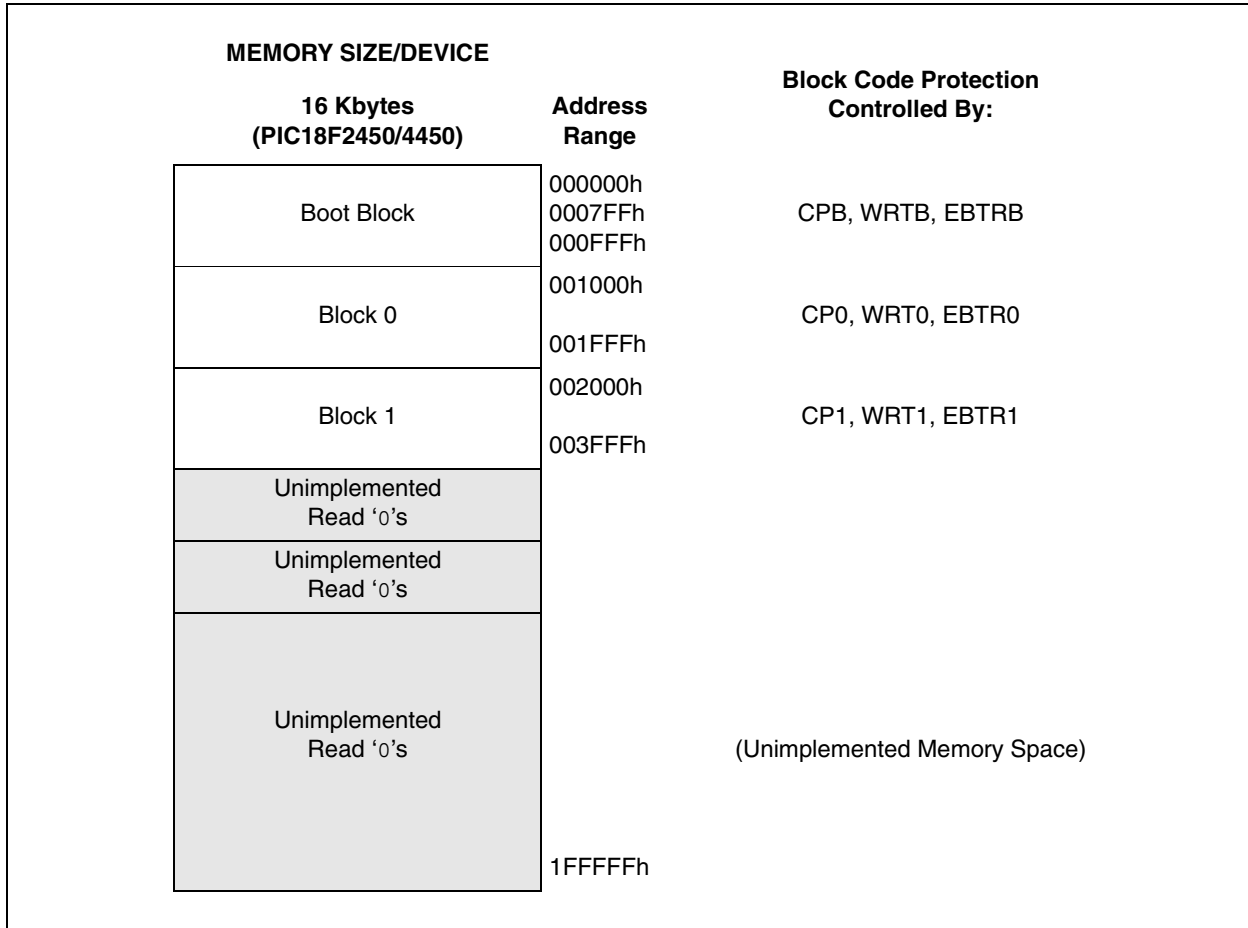 MEMORY SIZE/DEVICE
16 Kbytes
(PIC18F2450/4450)
Address
Range
Block Code Protection
Controlled By:
Boot Block
000000h
0007FFh
000FFFh
CPB, WRTB, EBTRB
Block 0
001000h
001FFFh
CP0, WRT0, EBTR0
Block 1
002000h
003FFFh
CP1, WRT1, EBTR1
Unimplemented
Read ‘0’s
Unimplemented
Read ‘0’s
Unimplemented
Read ‘0’s
(Unimplemented Memory Space)
1FFFFFh